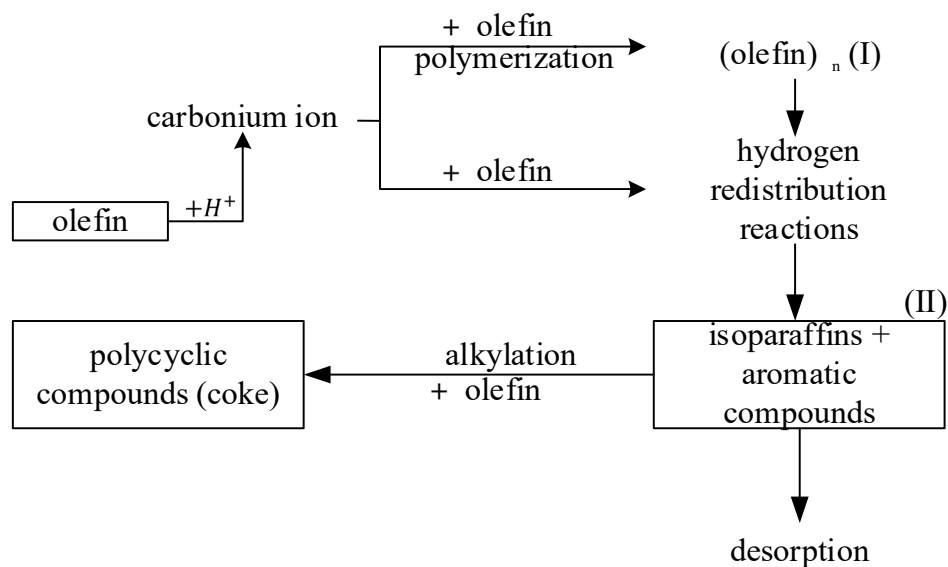 + olefin
polymerization
(olefin) n (I)
carbonium ion
hydrogen
redistribution
reactions
+ olefin
+H⁺
olefin
(II)
isoparaffins +
aromatic
compounds
alkylation
+ olefin
polycyclic
compounds (coke)
desorption